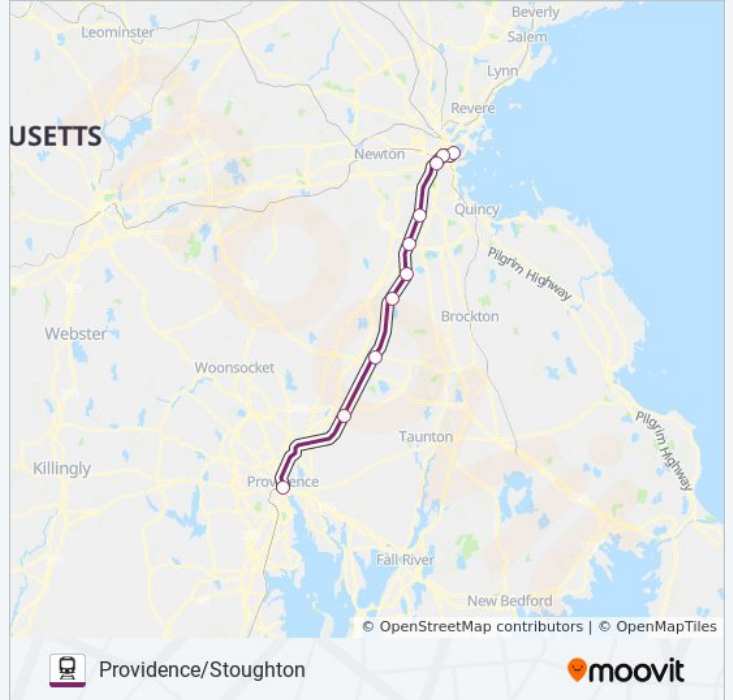 Beverly
Leominster
Salem
Lynn
Revere
USETTS
Newton
Quincy
Pilgrim Highway
Brockton
Webster
Woonsocket
Pilgrim Highway
Taunton
Killingly
Providence
Fall River
New Bedford
© OpenStreetMap contributors | © OpenMapTiles
Providence/Stoughton
moovit